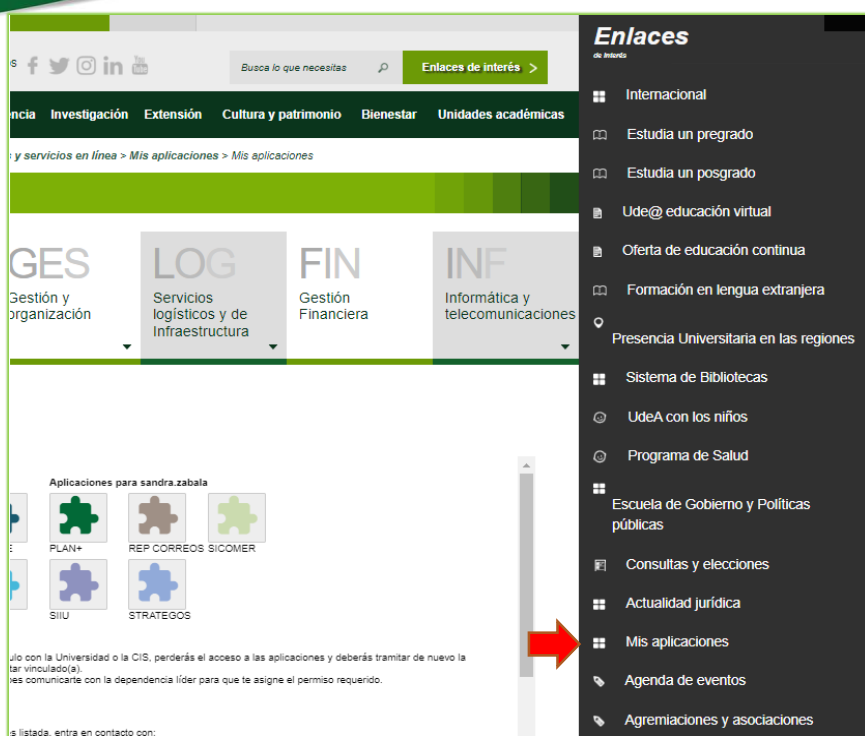 Busca lo que necesitas
Enlaces de interés >
Investigación Extensión Cultura y patrimonio Bienestar Unidades académicas
y servicios en línea > Mis aplicaciones > Mis aplicaciones
GES
Gestión y
organización
LOG
Servicios
logísticos y de
Infraestructura
FIN
Gestión
Financiera
INF
Informática y
telecomunicaciones
Aplicaciones para sandra.zabala
PLAN+
REP CORREOS
SICOMER
SIIU
STRATEGOS
con la Universidad o la CIS, perderás el acceso a las aplicaciones y deberás tramitar de nuevo la
vinculado(a).
comunicarte con la dependencia líder para que te asigne el permiso requerido.
listada, entra en contacto con:
Enlaces
de interés
Internacional
Estudia un pregrado
Estudia un posgrado
Ude@ educación virtual
Oferta de educación continua
Formación en lengua extranjera
Presencia Universitaria en las regiones
Sistema de Bibliotecas
UdeA con los niños
Programa de Salud
Escuela de Gobierno y Políticas
públicas
Consultas y elecciones
Actualidad jurídica
Mis aplicaciones
Agenda de eventos
Agremiaciones y asociaciones